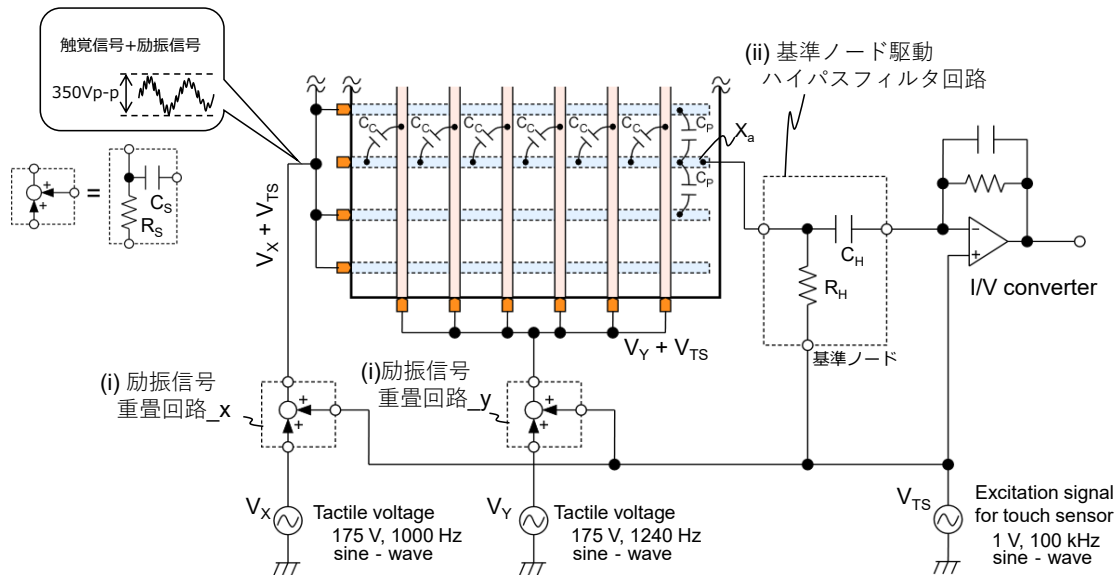 触覚信号+励振信号
350Vp-p
=
C_S
R_S
V_X + V_TS
C_C
C_C
C_C
C_C
C_C
C_C
C_P
C_P
X_a
(ii) 基準ノード駆動
ハイパスフィルタ回路
C_H
R_H
基準ノード
I/V converter
V_Y + V_TS
(i) 励振信号
重畳回路_x
(i)励振信号
重畳回路_y
V_X
Tactile voltage
175 V, 1000 Hz
sine - wave
V_Y
Tactile voltage
175 V, 1240 Hz
sine - wave
V_TS
Excitation signal
for touch sensor
1 V, 100 kHz
sine - wave